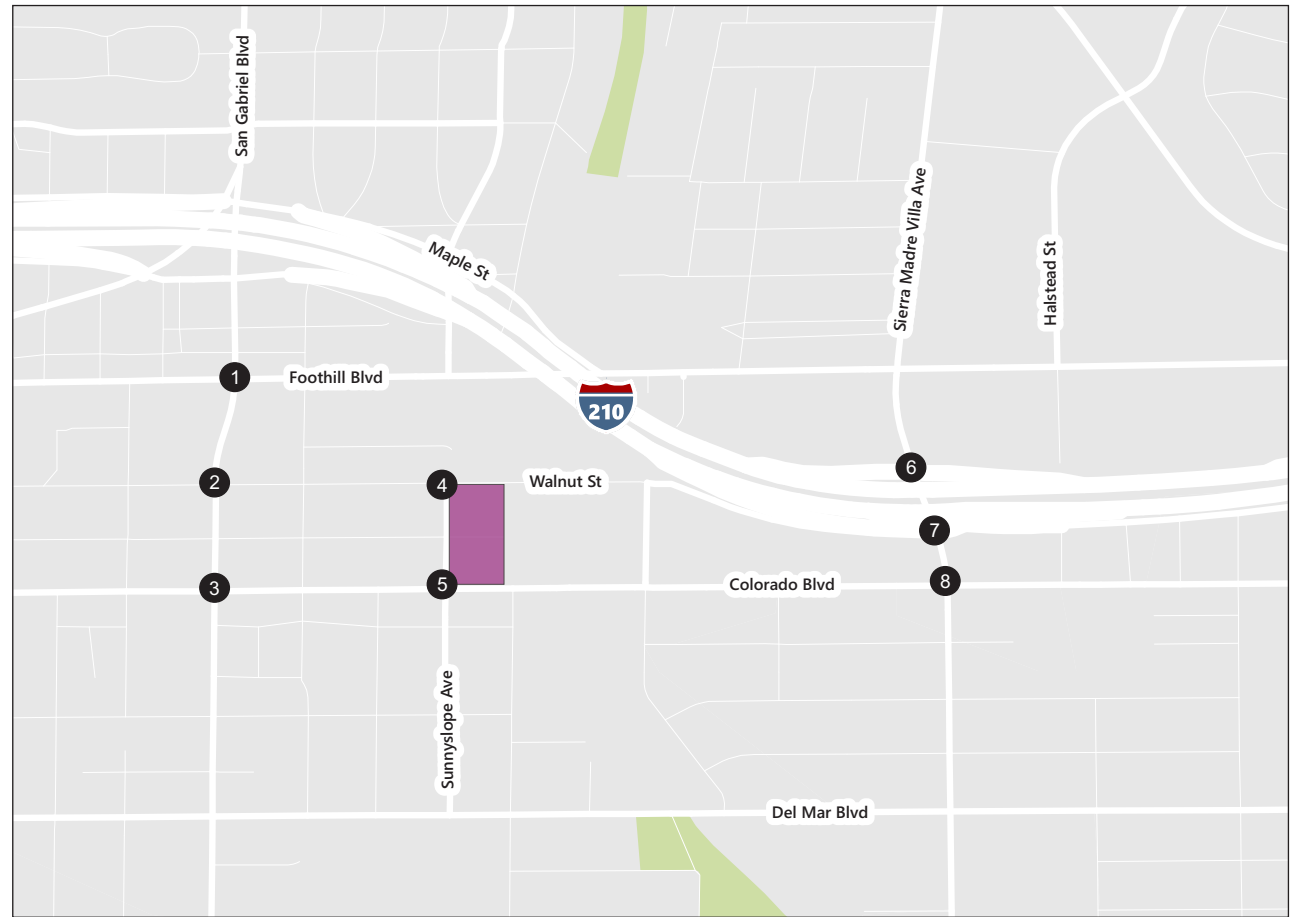 San Gabriel Blvd
Sierra Madre Villa Ave
Maple St
Halstead St
1
Foothill Blvd
210
6
2
4
Walnut St
7
3
5
Colorado Blvd
8
Sunnyslope Ave
Del Mar Blvd